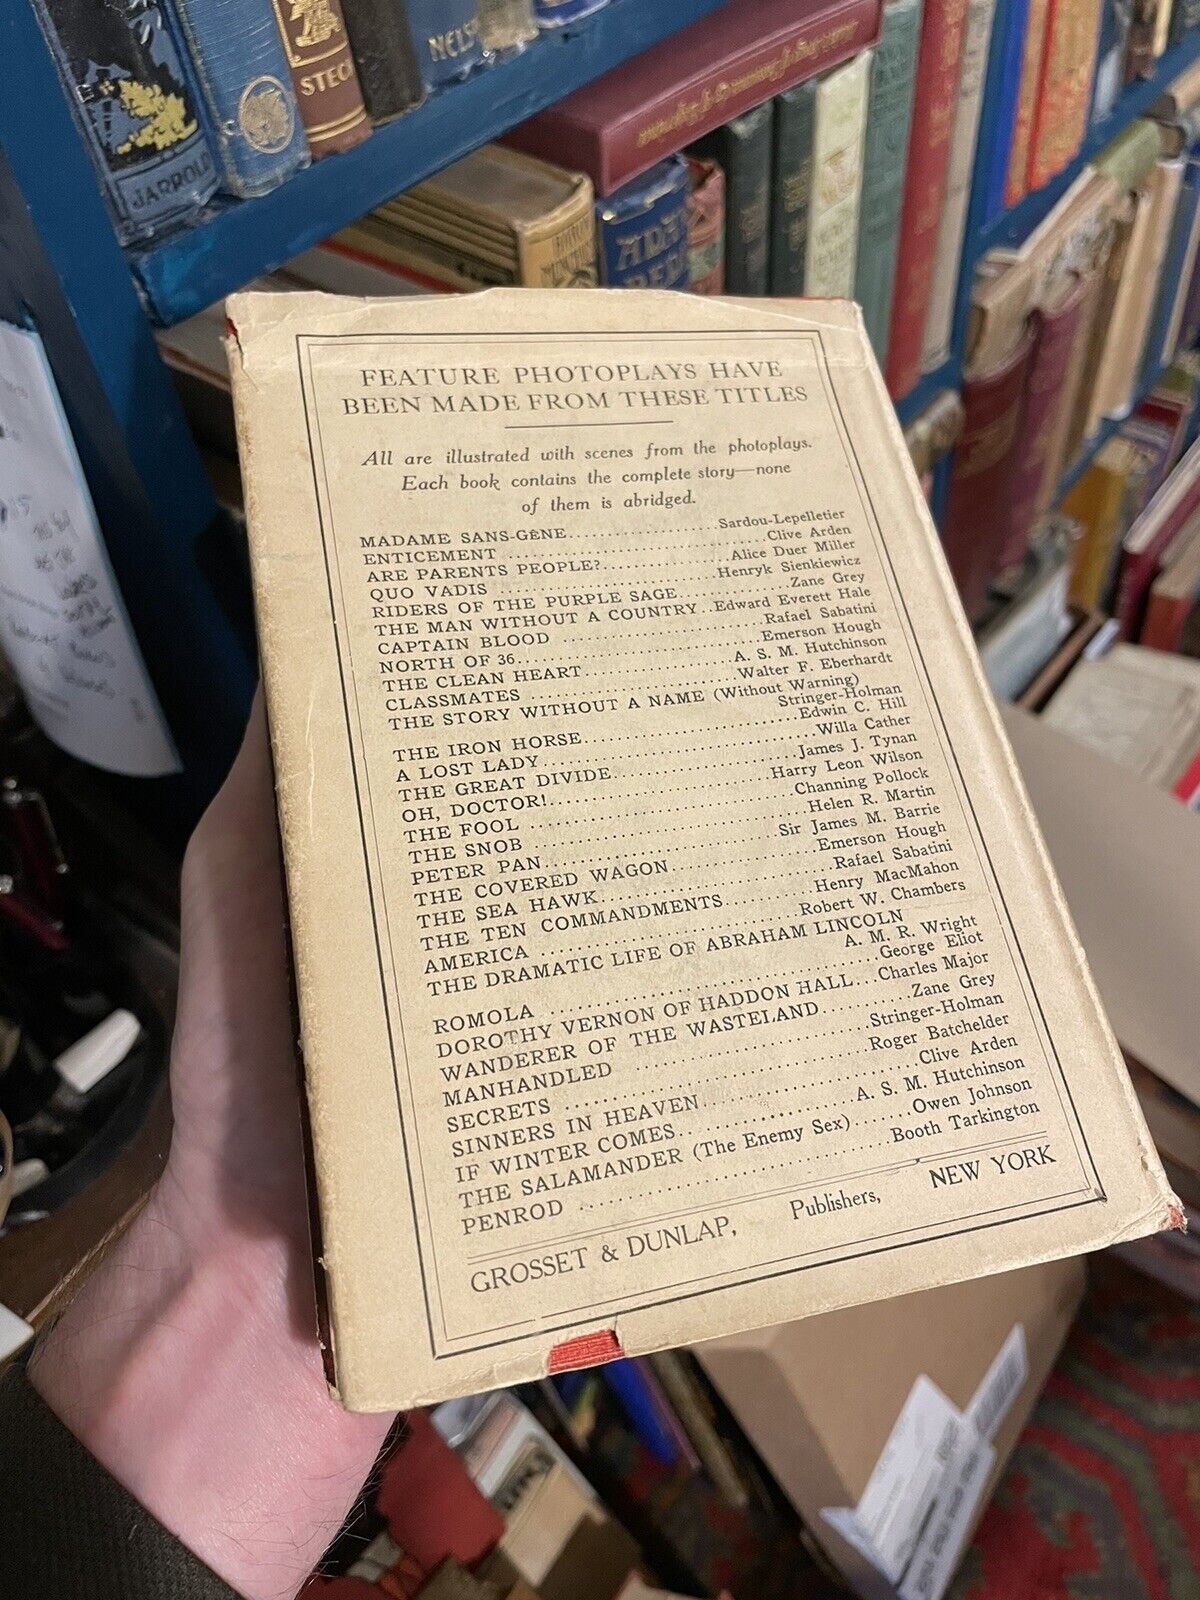 JARROLD
STECK
NELS
FEATURE PHOTOPLAYS HAVE
BEEN MADE FROM THESE TITLES
All are illustrated with scenes from the photoplays.
Each book contains the complete story—none
of them is abridged.
MADAME SANS-GÊNE....................Sardou-Lepelletier
ENTICEMENT ....................Clive Arden
ARE PARENTS PEOPLE?....................Alice Duer Miller
QUO VADIS ....................Henryk Sienkiewicz
RIDERS OF THE PURPLE SAGE....................Zane Grey
THE MAN WITHOUT A COUNTRY..Edward Everett Hale
CAPTAIN BLOOD ....................Rafael Sabatini
NORTH OF 36....................Emerson Hough
THE CLEAN HEART....................A. S. M. Hutchinson
CLASSMATES ....................Walter F. Eberhardt
THE STORY WITHOUT A NAME (Without Warning)
Stringer-Holman
THE IRON HORSE....................Edwin C. Hill
A LOST LADY....................Willa Cather
THE GREAT DIVIDE....................James J. Tynan
OH, DOCTOR!....................Harry Leon Wilson
THE FOOL ....................Channing Pollock
THE SNOB ....................Helen R. Martin
PETER PAN....................Sir James M. Barrie
THE COVERED WAGON....................Emerson Hough
THE SEA HAWK....................Rafael Sabatini
THE TEN COMMANDMENTS..........Henry MacMahon
AMERICA ....................Robert W. Chambers
THE DRAMATIC LIFE OF ABRAHAM LINCOLN
A. M. R. Wright
ROMOLA ....................George Eliot
DOROTHY VERNON OF HADDON HALL...Charles Major
WANDERER OF THE WASTELAND..........Zane Grey
MANHANDLED ....................Stringer-Holman
SECRETS ....................Roger Batchelder
SINNERS IN HEAVEN....................Clive Arden
IF WINTER COMES....................A. S. M. Hutchinson
THE SALAMANDER (The Enemy Sex)......Owen Johnson
PENROD ....................Booth Tarkington
GROSSET & DUNLAP, Publishers, NEW YORK